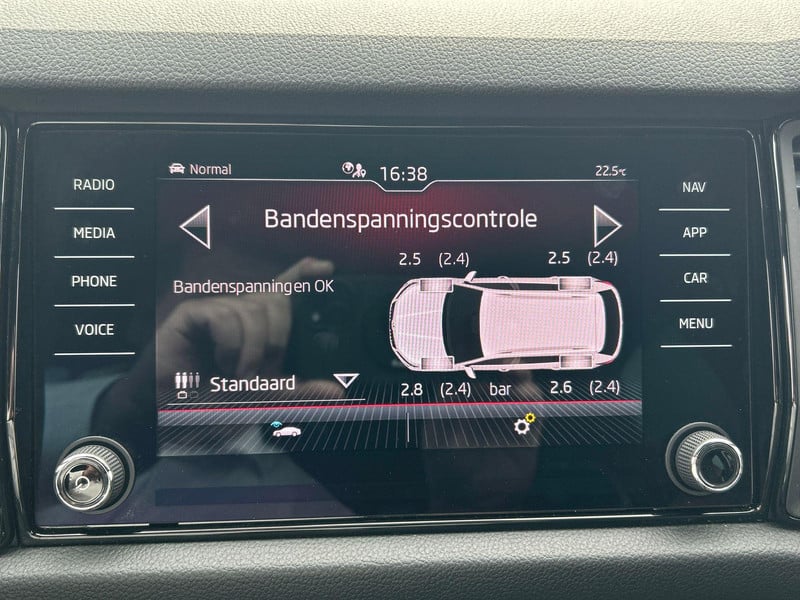 Normal 16:38 22.5°C
RADIO
MEDIA
PHONE
VOICE
Bandenspanningscontrole
2.5 (2.4) 2.5 (2.4)
Bandenspanningen OK
Standaard
2.8 (2.4) bar 2.6 (2.4)
NAV
APP
CAR
MENU